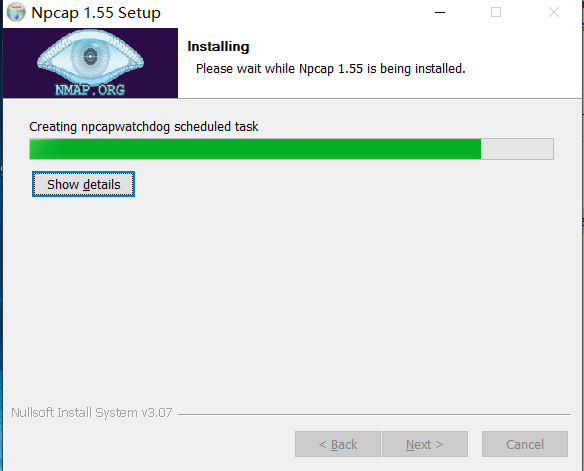 Npcap 1.55 Setup
NMAP.ORG
Installing
Please wait while Npcap 1.55 is being installed.
Creating npcapwatchdog scheduled task
Show details
Nullsoft Install System v3.07
< Back
Next >
Cancel